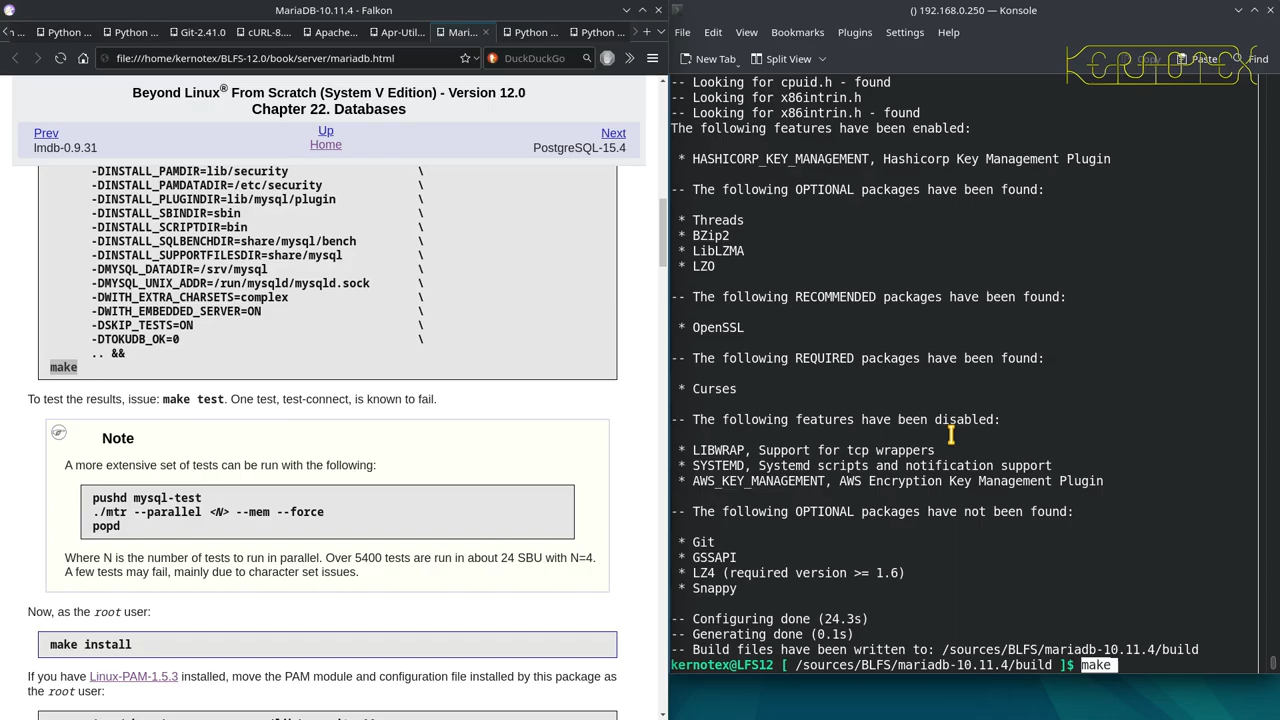 MariaDB-10.11.4 - Falkon
Python ...
Python ...
Git-2.41.0
cURL-8....
Apache...
Apr-Util...
Mari...
Python ...
Python ...
file:///home/kernotex/BLFS-12.0/book/server/mariadb.html
DuckDuckGo
Beyond Linux® From Scratch (System V Edition) - Version 12.0
Chapter 22. Databases
Prev
Up
Next
lmdb-0.9.31
Home
PostgreSQL-15.4
-DINSTALL_PAMDIR=lib/security \
-DINSTALL_PAMDATADIR=/etc/security \
-DINSTALL_PLUGINDIR=lib/mysql/plugin \
-DINSTALL_SBINDIR=sbin \
-DINSTALL_SCRIPTDIR=bin \
-DINSTALL_SQLBENCHDIR=share/mysql/bench \
-DINSTALL_SUPPORTFILESDIR=share/mysql \
-DMYSQL_DATADIR=/srv/mysql \
-DMYSQL_UNIX_ADDR=/run/mysqld/mysqld.sock \
-DWITH_EXTRA_CHARSETS=complex \
-DWITH_EMBEDDED_SERVER=ON \
-DSKIP_TESTS=ON \
-DTOKUDB_OK=0 \
.. &&
make
To test the results, issue: make test. One test, test-connect, is known to fail.
Note
A more extensive set of tests can be run with the following:
pushd mysql-test
./mtr --parallel <N> --mem --force
popd
Where N is the number of tests to run in parallel. Over 5400 tests are run in about 24 SBU with N=4.
A few tests may fail, mainly due to character set issues.
Now, as the root user:
make install
If you have Linux-PAM-1.5.3 installed, move the PAM module and configuration file installed by this package as
the root user:
() 192.168.0.250 — Konsole
File Edit View Bookmarks Plugins Settings Help
New Tab
Split View
Copy
Paste
Find
KERNOTEX
-- Looking for cpuid.h - found
-- Looking for x86intrin.h
-- Looking for x86intrin.h - found
The following features have been enabled:
* HASHICORP_KEY_MANAGEMENT, Hashicorp Key Management Plugin
-- The following OPTIONAL packages have been found:
* Threads
* BZip2
* LibLZMA
* LZO
-- The following RECOMMENDED packages have been found:
* OpenSSL
-- The following REQUIRED packages have been found:
* Curses
-- The following features have been disabled:
* LIBWRAP, Support for tcp wrappers
* SYSTEMD, Systemd scripts and notification support
* AWS_KEY_MANAGEMENT, AWS Encryption Key Management Plugin
-- The following OPTIONAL packages have not been found:
* Git
* GSSAPI
* LZ4 (required version >= 1.6)
* Snappy
-- Configuring done (24.3s)
-- Generating done (0.1s)
-- Build files have been written to: /sources/BLFS/mariadb-10.11.4/build
kernotex@LFS12 [ /sources/BLFS/mariadb-10.11.4/build ]$ make